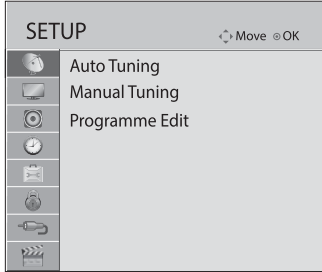 SETUP
Move OK
Auto Tuning
Manual Tuning
Programme Edit